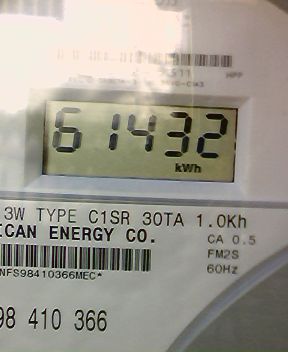 HPP
61432
kWh
3W TYPE C1SR 30TA 1.0Kh
ICAN ENERGY CO.
CA 0.5
FM2S
60Hz
NFS98410366MEC*
98 410 366